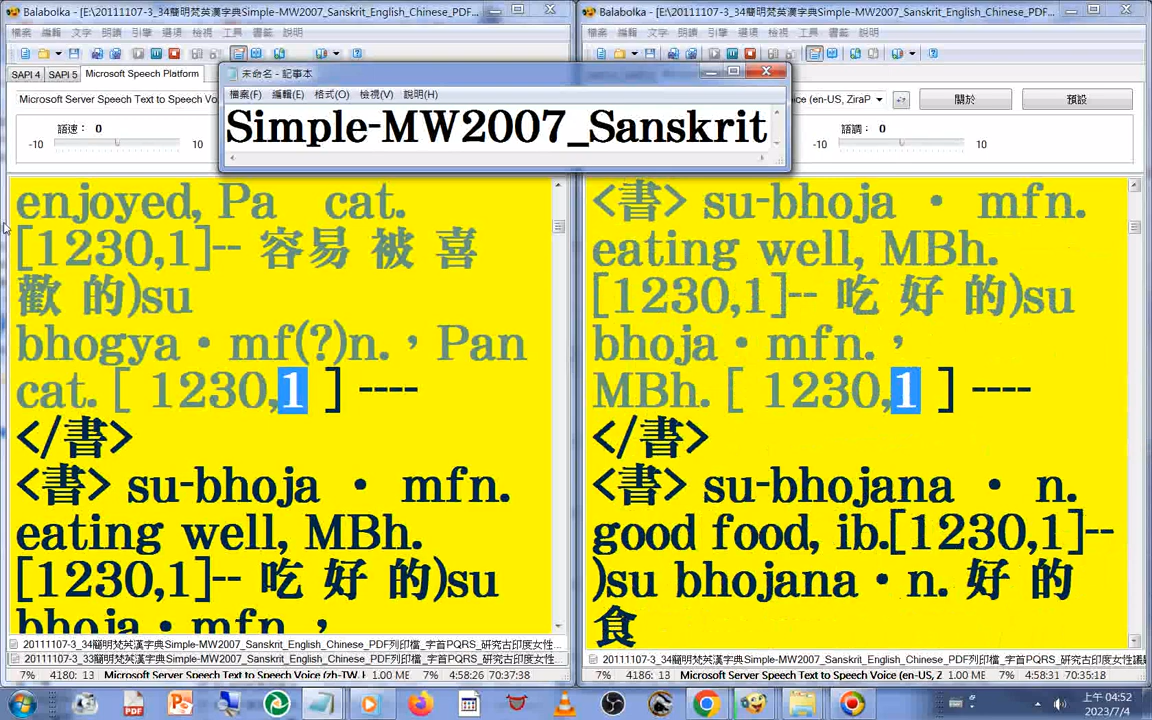 Balabolka - [E:\20111107-3_34簡明梵英漢字典Simple-MW2007_Sanskrit_English_Chinese_PDF...
檔案 編輯 文字 朗讀 引擎 選項 檢視 工具 書籤 說明
SAPI 4 SAPI 5 Microsoft Speech Platform
Microsoft Server Speech Text to Speech Vo
語速: 0
-10 10
Balabolka - [E:\20111107-3_34簡明梵英漢字典Simple-MW2007_Sanskrit_English_Chinese_PDF...
檔案 編輯 文字 朗讀 引擎 選項 檢視 工具 書籤 說明
ice (en-US, ZiraP 關於 預設
語調: 0
-10 10
未命名 - 記事本
檔案(F) 編輯(E) 格式(O) 檢視(V) 說明(H)
Simple-MW2007_Sanskrit
enjoyed, Pa cat.
[1230,1]-- 容易 被 喜
歡 的)su
bhogya・mf(?)n.，Pan
cat. [ 1230,1 ] ----
</書>
<書> su-bhoja ・ mfn.
eating well, MBh.
[1230,1]-- 吃 好 的)su
bhoja・mfn.，
<書> su-bhoja ・ mfn.
eating well, MBh.
[1230,1]-- 吃 好 的)su
bhoja・mfn.，
MBh. [ 1230,1 ] ----
</書>
<書> su-bhojana ・ n.
good food, ib.[1230,1]--
)su bhojana・n. 好 的
食
20111107-3_34簡明梵英漢字典Simple-MW2007_Sanskrit_English_Chinese_PDF列印檔_字首PQRS_研究古印度女性...
20111107-3_33簡明梵英漢字典Simple-MW2007_Sanskrit_English_Chinese_PDF列印檔_字首PQRS_研究古印度女性...
7% 4180: 13 Microsoft Server Speech Text to Speech Voice (zh-TW, 1.00 ME 7% 4:58:26 70:37:38
20111107-3_34簡明梵英漢字典Simple-MW2007_Sanskrit_English_Chinese_PDF列印檔_字首PQRS_研究古印度女性議
7% 4186: 13 Microsoft Server Speech Text to Speech Voice (en-US, Z 1.00 ME 7% 4:58:26 70:35:18
上午 04:52
2023/7/4